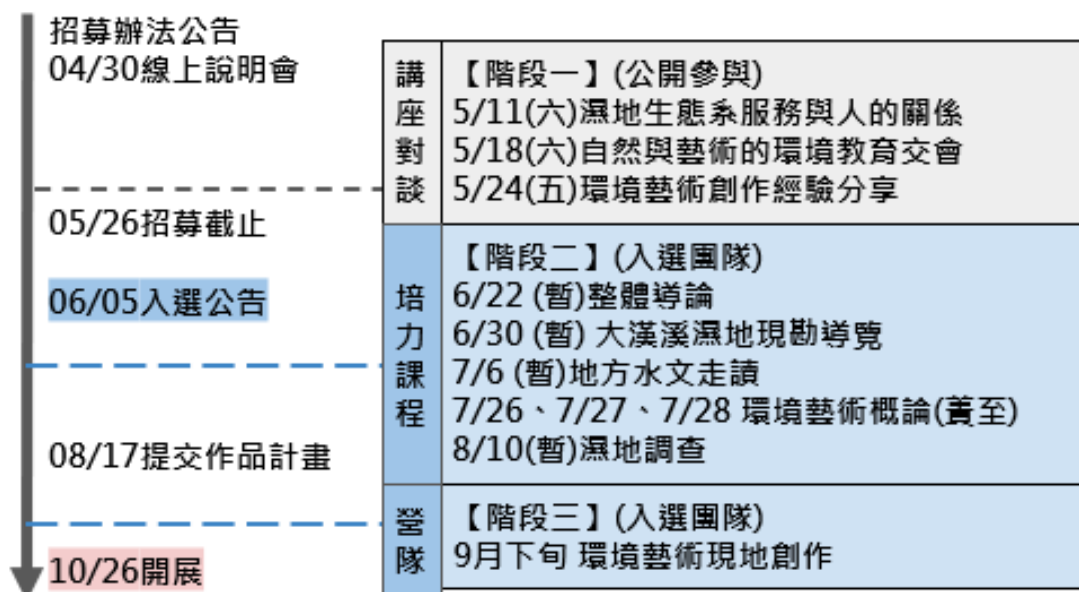 招募辦法公告
04/30線上說明會
05/26招募截止
06/05入選公告
08/17提交作品計畫
10/26開展
講座對談
【階段一】(公開參與)
5/11(六)濕地生態系服務與人的關係
5/18(六)自然與藝術的環境教育交會
5/24(五)環境藝術創作經驗分享
培力課程
【階段二】(入選團隊)
6/22 (暫)整體導論
6/30 (暫) 大漢溪濕地現勘導覽
7/6 (暫)地方水文走讀
7/26、7/27、7/28 環境藝術概論(蕢至)
8/10(暫)濕地調查
營隊
【階段三】(入選團隊)
9月下旬 環境藝術現地創作